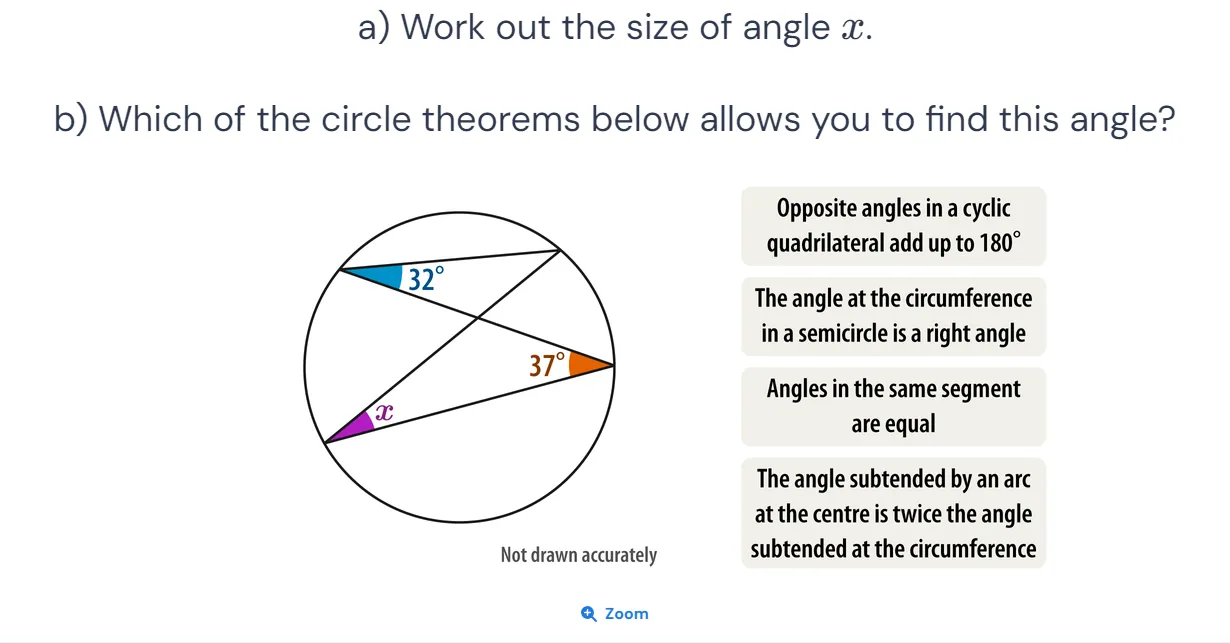 a) Work out the size of angle x.
b) Which of the circle theorems below allows you to find this angle?
Opposite angles in a cyclic
quadrilateral add up to 180°
32°
The angle at the circumference
in a semicircle is a right angle
37°
Angles in the same segment
are equal
x
The angle subtended by an arc
at the centre is twice the angle
subtended at the circumference
Not drawn accurately
Zoom